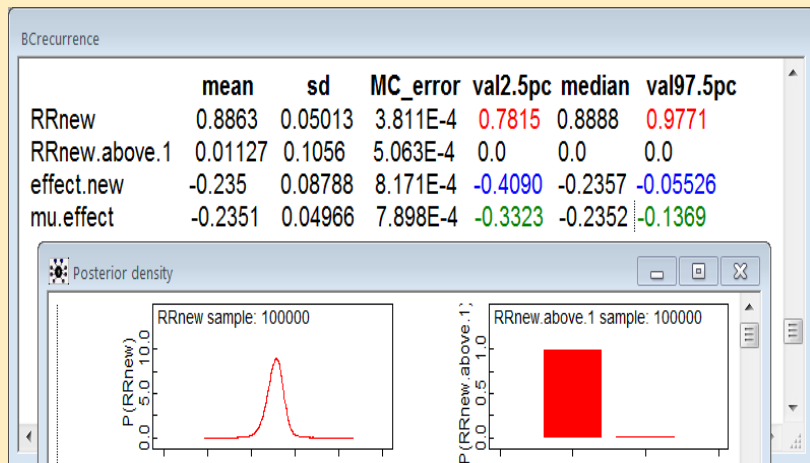 BCrecurrence
mean sd MC_error val2.5pc median val97.5pc
RRnew 0.8863 0.05013 3.811E-4 0.7815 0.8888 0.9771
RRnew.above.1 0.01127 0.1056 5.063E-4 0.0 0.0 0.0
effect.new -0.235 0.08788 8.171E-4 -0.4090 -0.2357 -0.05526
mu.effect -0.2351 0.04966 7.898E-4 -0.3323 -0.2352 -0.1369
Posterior density
RRnew sample: 100000
P(RRnew)
0.0 5.0 10.0
RRnew.above.1 sample: 100000
P(RRnew.above.1)
0.0 0.5 1.0